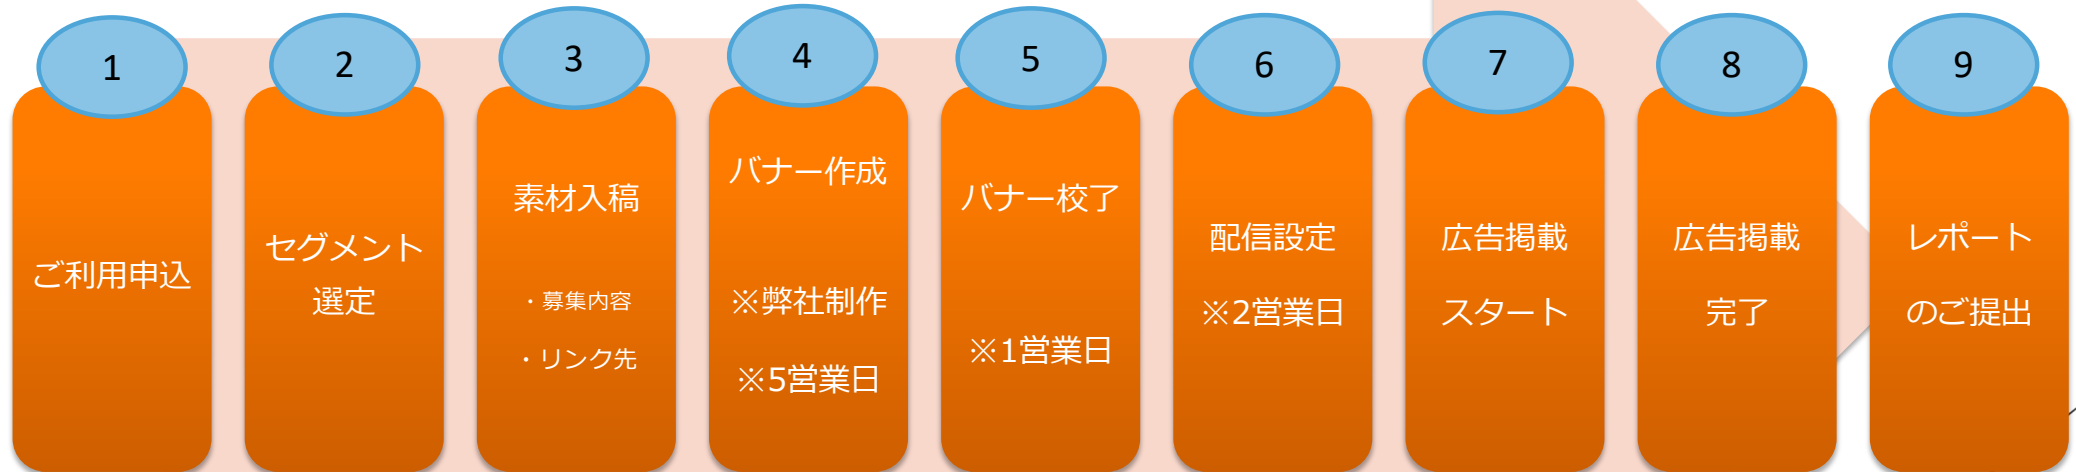 1
ご利用申込
2
セグメント
選定
3
素材入稿
・募集内容
・リンク先
4
バナー作成
※弊社制作
※5営業日
5
バナー校了
※1営業日
6
配信設定
※2営業日
7
広告掲載
スタート
8
広告掲載
完了
9
レポート
のご提出